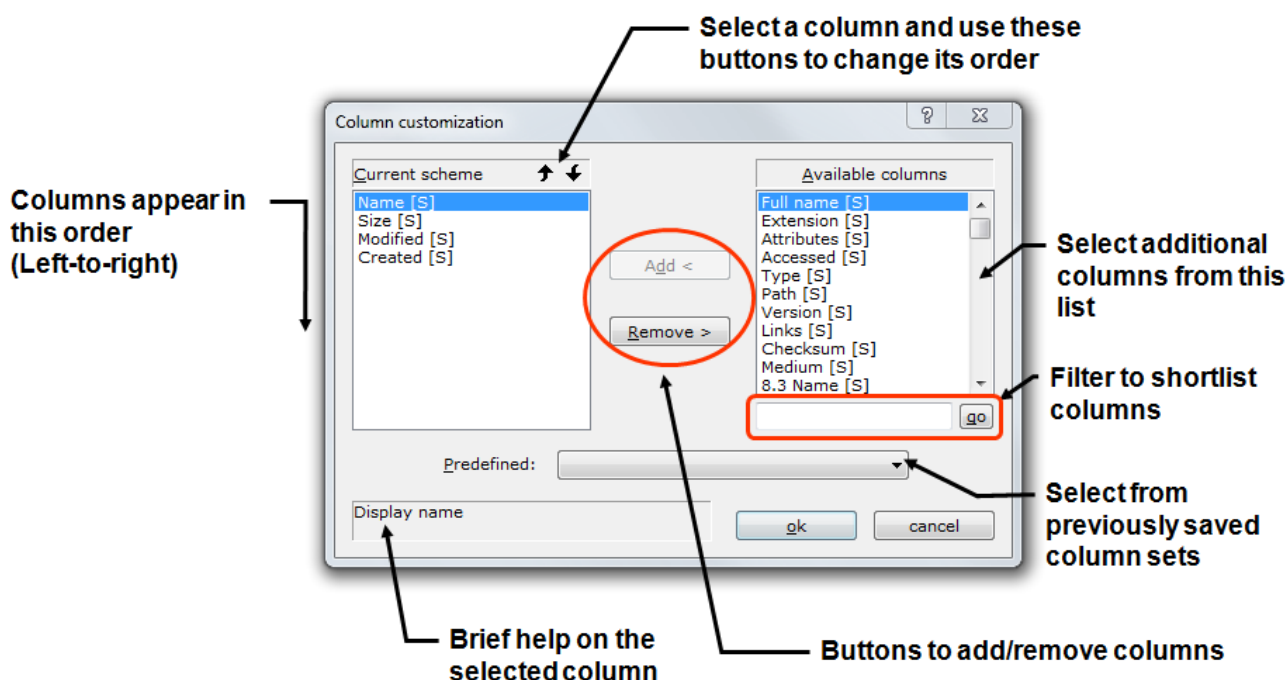 Select a column and use these
buttons to change its order
Column customization
Current scheme
Available columns
Columns appear in
this order
(Left-to-right)
Name [S]
Size [S]
Modified [S]
Created [S]
Add <
Remove >
Full name [S]
Extension [S]
Attributes [S]
Accessed [S]
Type [S]
Path [S]
Version [S]
Links [S]
Checksum [S]
Medium [S]
8.3 Name [S]
Select additional
columns from this
list
Filter to shortlist
columns
go
Predefined:
Select from
previously saved
column sets
Display name
ok
cancel
Brief help on the
selected column
Buttons to add/remove columns